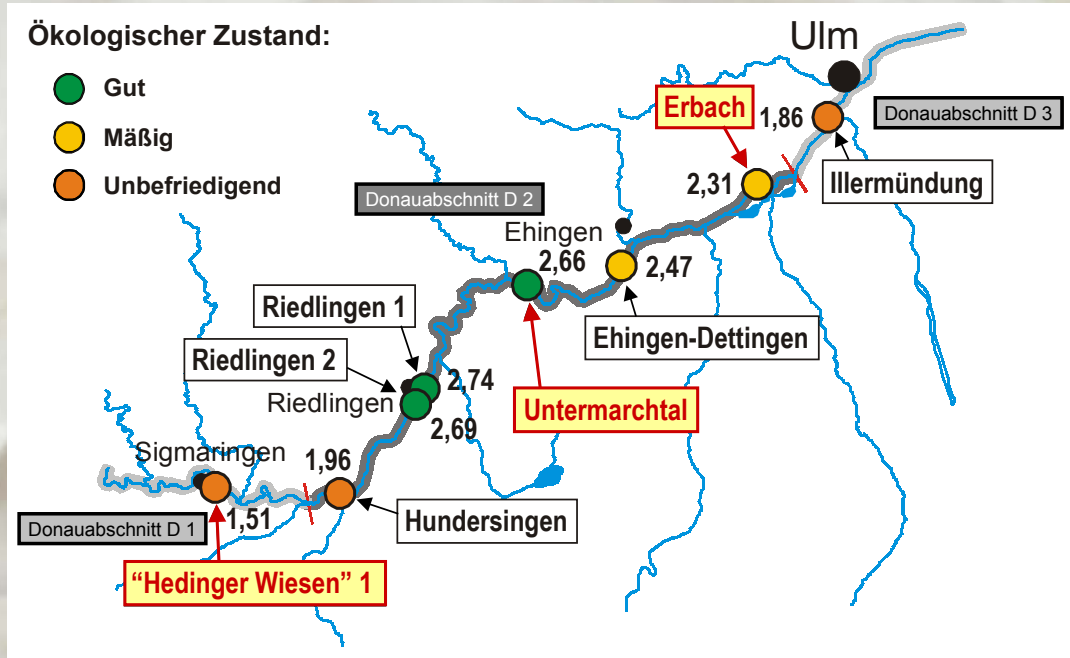 Ökologischer Zustand:
Gut
Mäßig
Unbefriedigend
Ulm
Erbach
1,86
Donauabschnitt D 3
2,31
Illermündung
Donauabschnitt D 2
Ehingen
2,66
2,47
Riedlingen 1
Ehingen-Dettingen
Riedlingen 2
2,74
Riedlingen
Untermarchtal
2,69
Sigmaringen
1,96
1,51
Hundersingen
Donauabschnitt D 1
“Hedinger Wiesen” 1